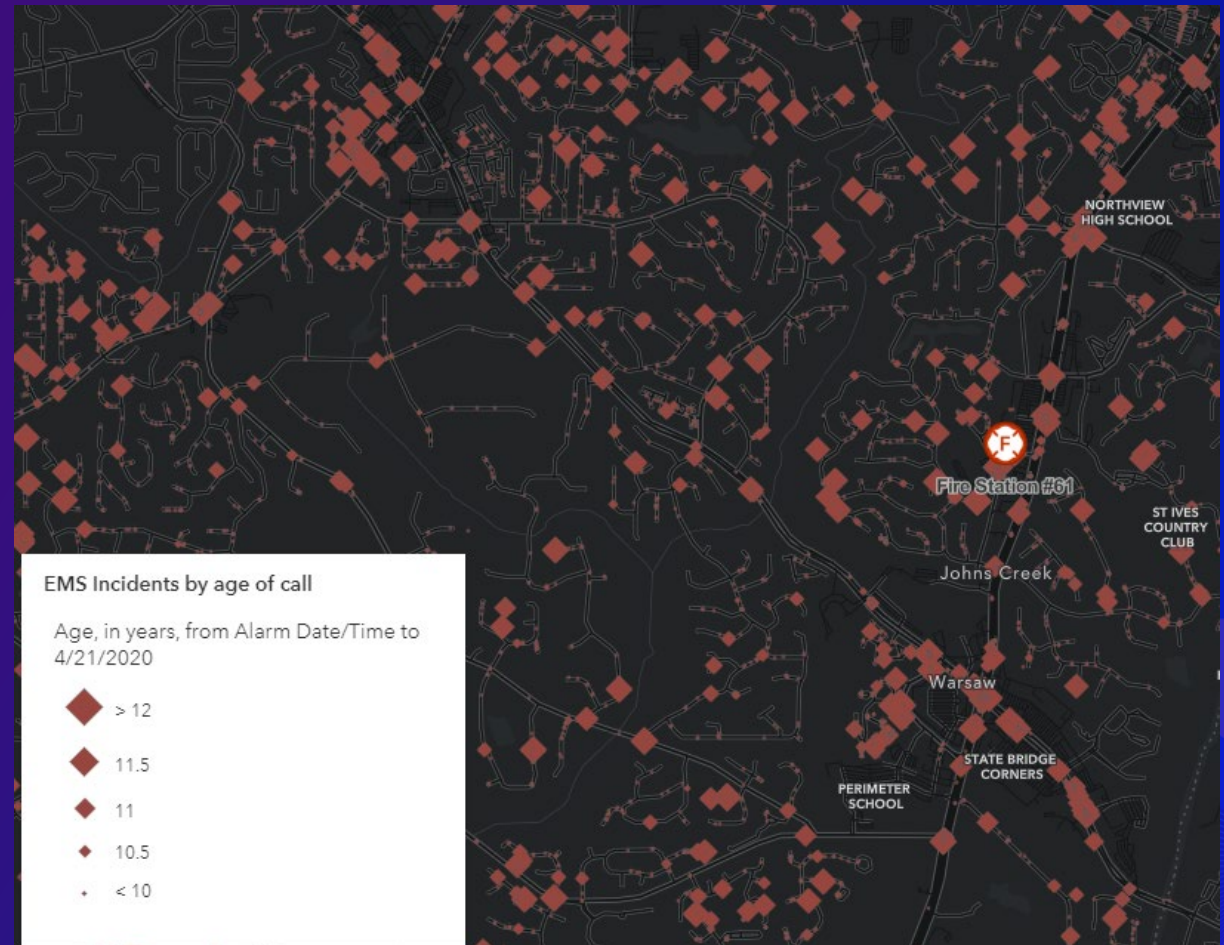 NORTHVIEW
HIGH SCHOOL
F
Fire Station #61
ST IVES
COUNTRY
CLUB
Johns Creek
Warsaw
STATE BRIDGE
CORNERS
PERIMETER
SCHOOL
EMS Incidents by age of call
Age, in years, from Alarm Date/Time to
4/21/2020
> 12
11.5
11
10.5
< 10